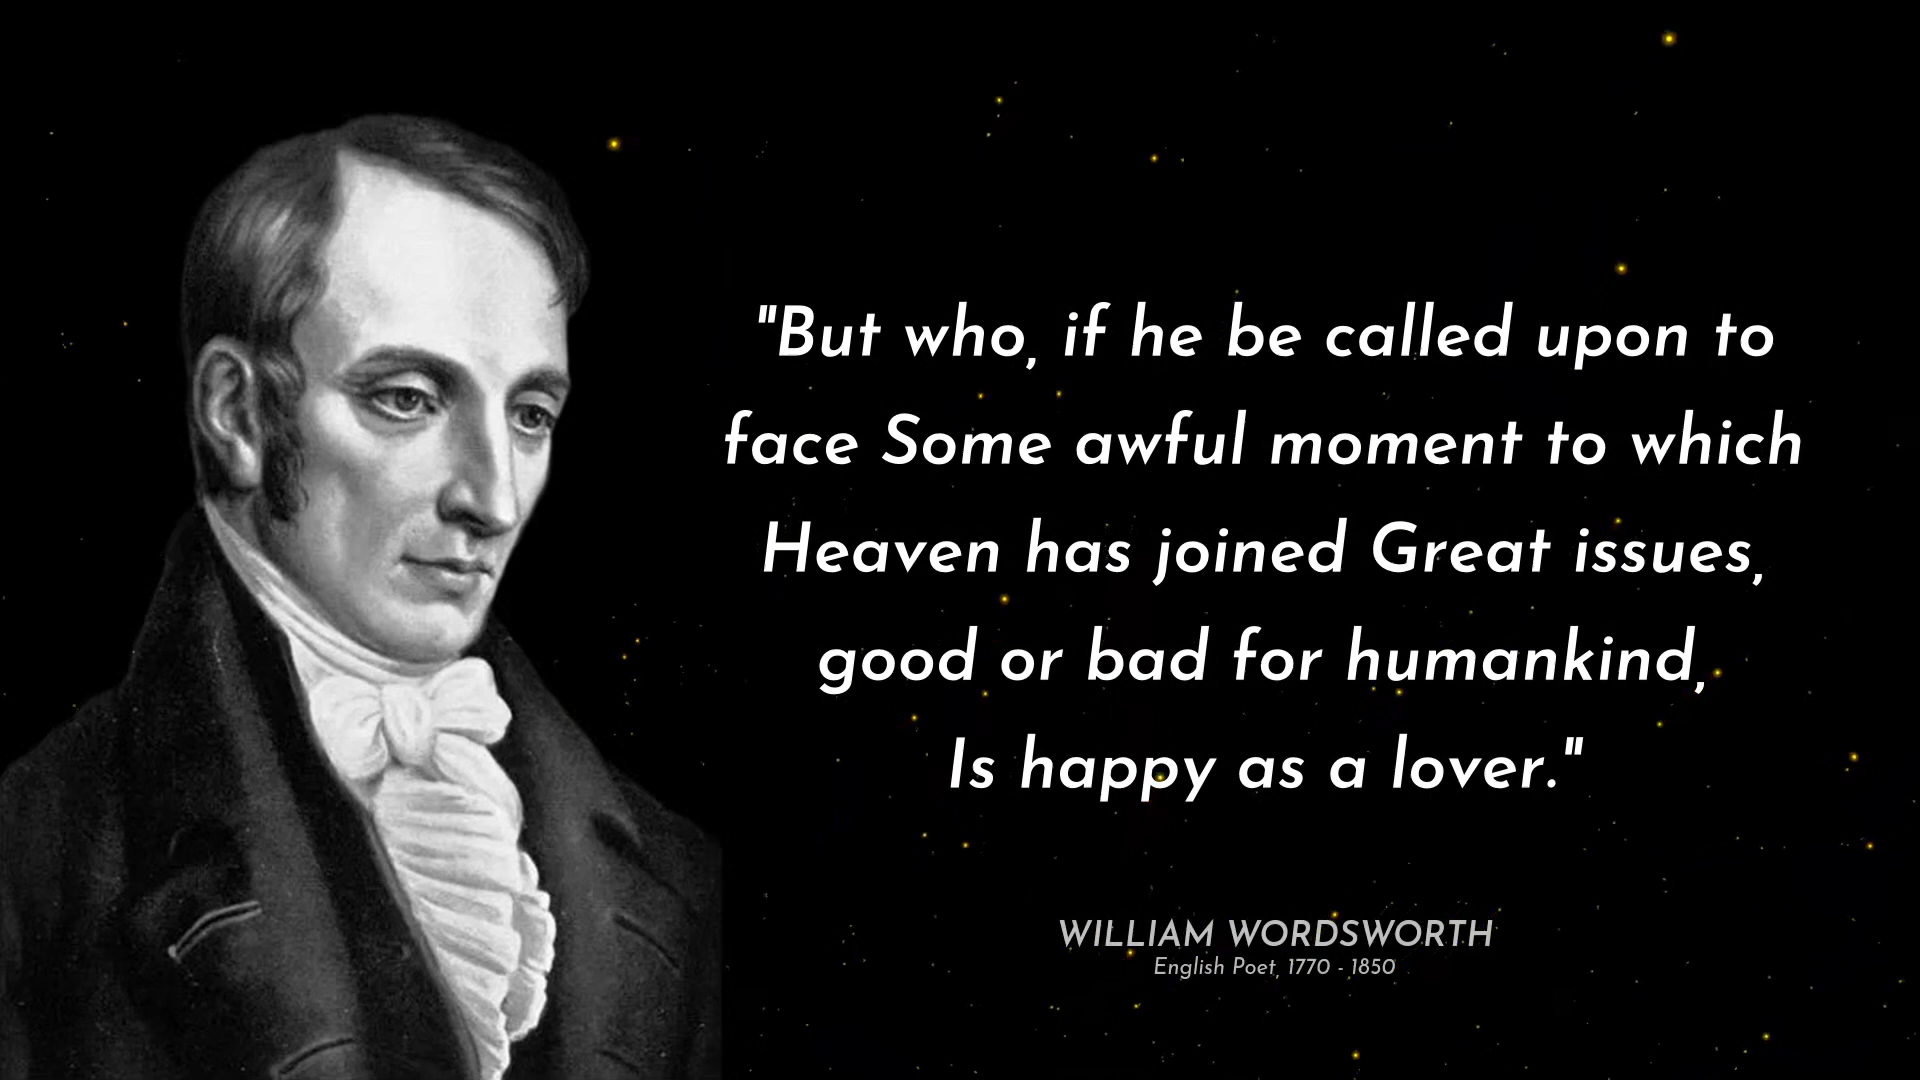 "But who, if he be called upon to
face Some awful moment to which
Heaven has joined Great issues,
good or bad for humankind,
Is happy as a lover."
WILLIAM WORDSWORTH
English Poet, 1770 - 1850